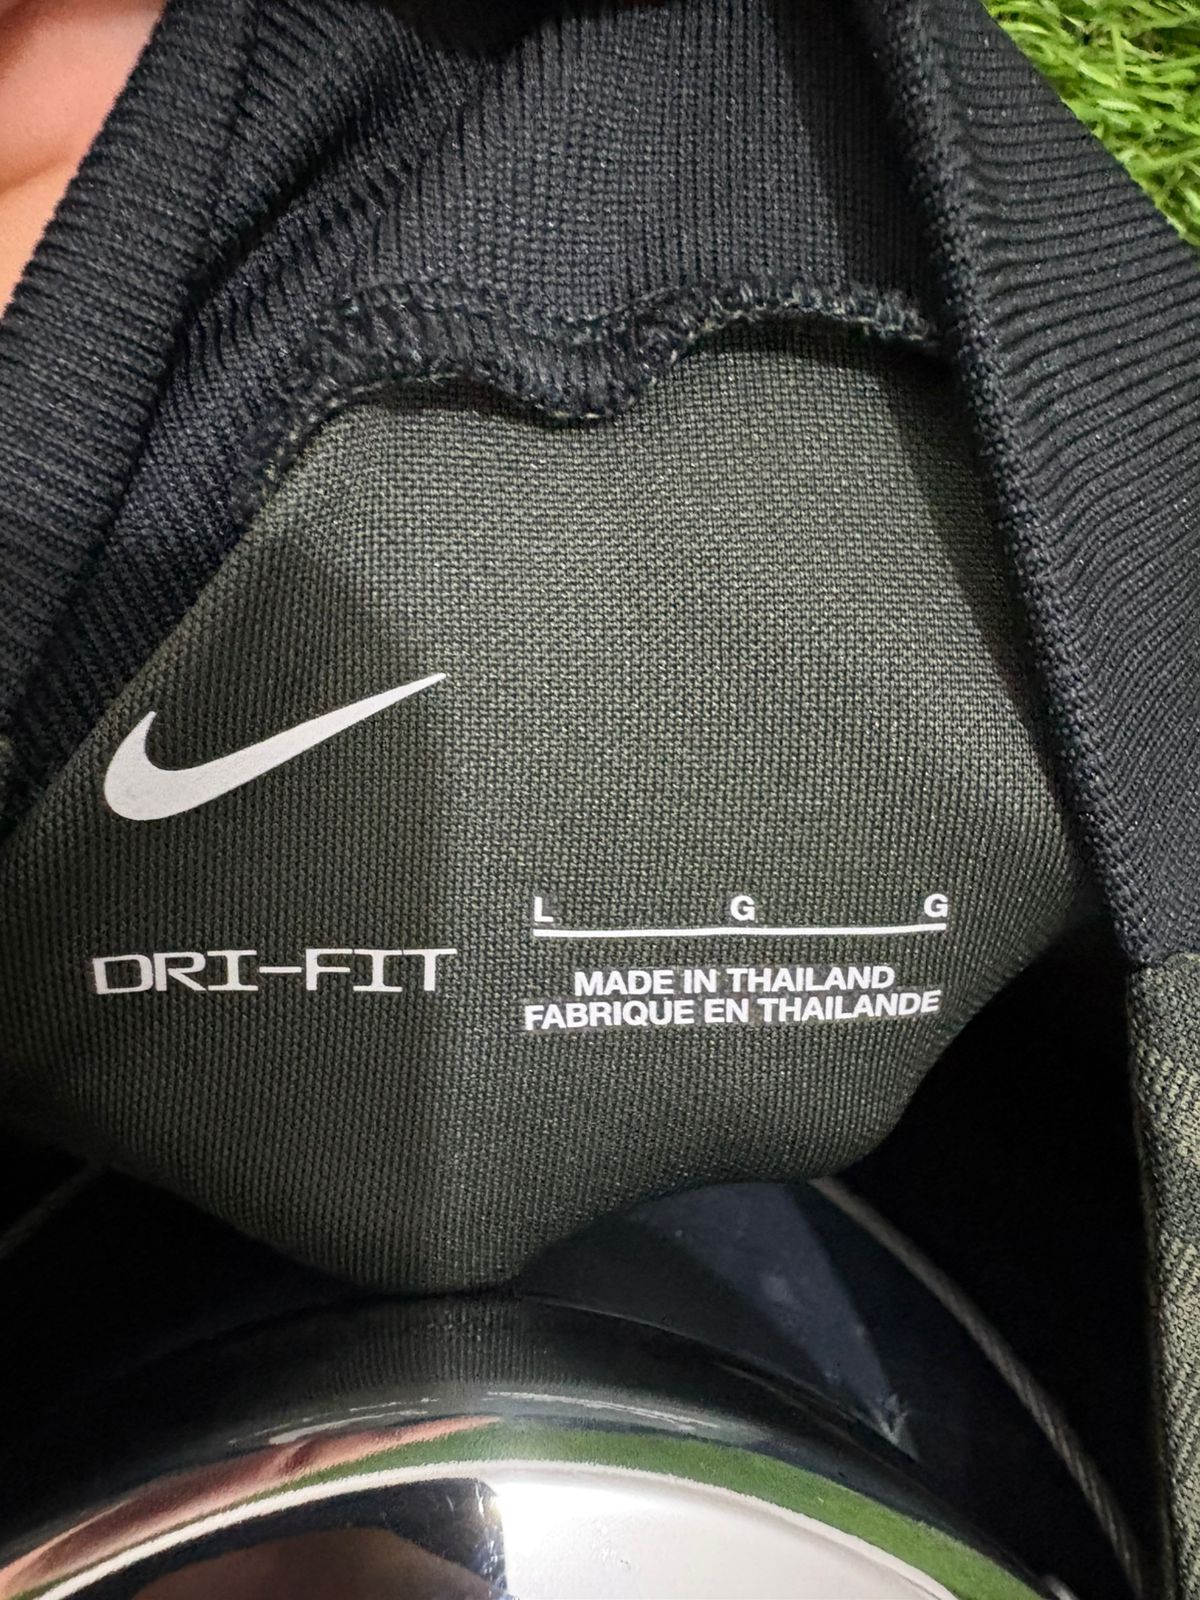 DRI-FIT
L G G
MADE IN THAILAND
FABRIQUE EN THAILANDE